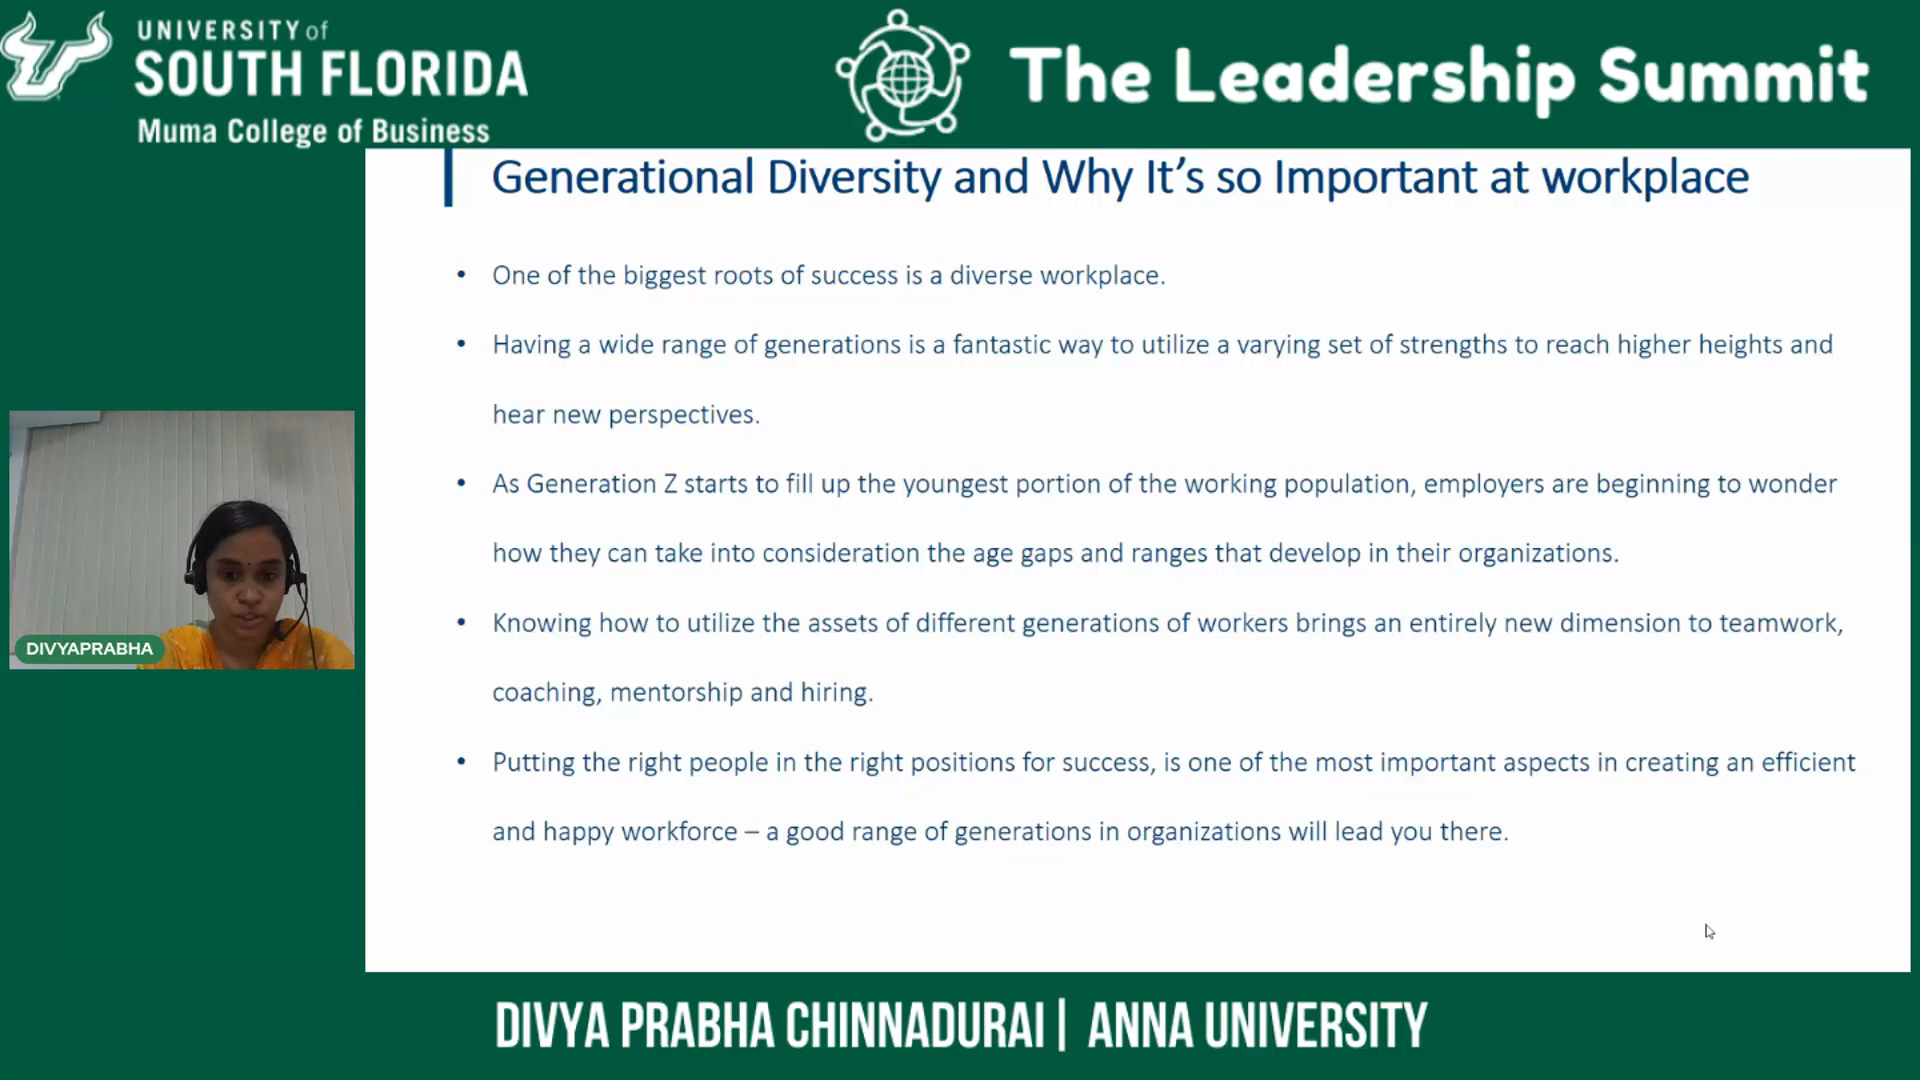 UNIVERSITY of
SOUTH FLORIDA
Muma College of Business
The Leadership Summit
Generational Diversity and Why It's so Important at workplace
• One of the biggest roots of success is a diverse workplace.
• Having a wide range of generations is a fantastic way to utilize a varying set of strengths to reach higher heights and
hear new perspectives.
• As Generation Z starts to fill up the youngest portion of the working population, employers are beginning to wonder
how they can take into consideration the age gaps and ranges that develop in their organizations.
• Knowing how to utilize the assets of different generations of workers brings an entirely new dimension to teamwork,
coaching, mentorship and hiring.
• Putting the right people in the right positions for success, is one of the most important aspects in creating an efficient
and happy workforce – a good range of generations in organizations will lead you there.
DIVYAPRABHA
DIVYA PRABHA CHINNADURAI | ANNA UNIVERSITY